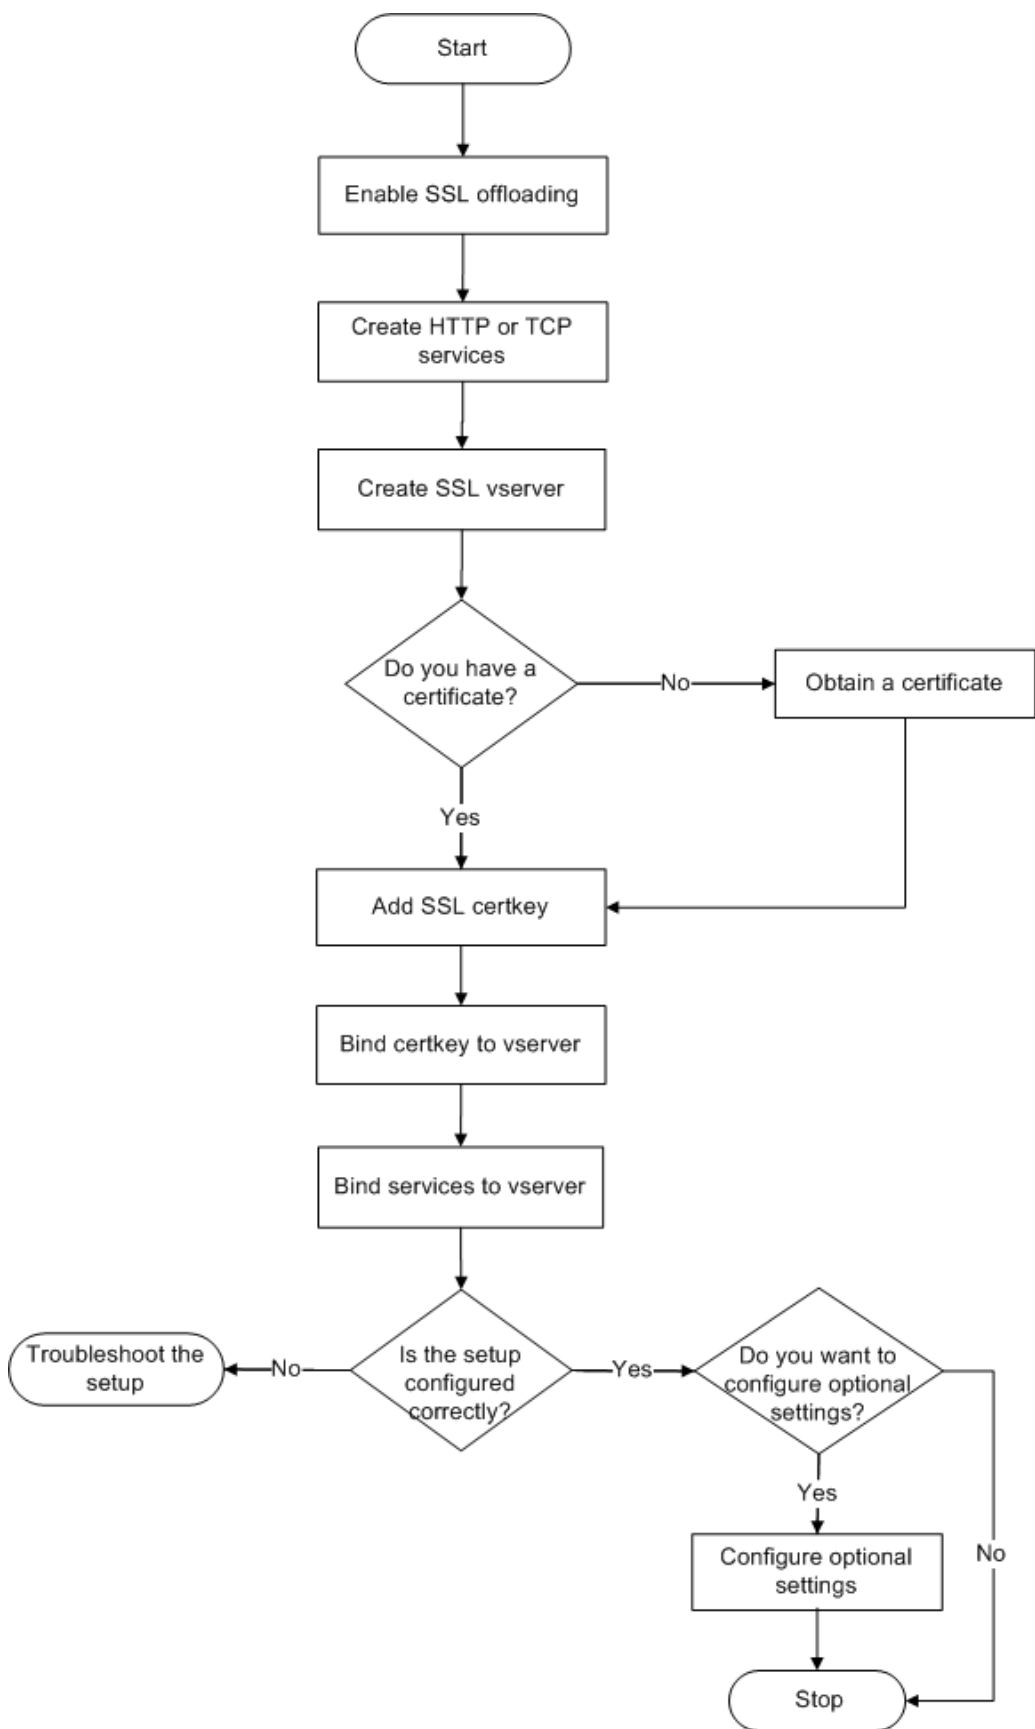 Start
Enable SSL offloading
Create HTTP or TCP
services
Create SSL vserver
Do you have a
certificate?
No
Obtain a certificate
Yes
Add SSL certkey
Bind certkey to vserver
Bind services to vserver
Troubleshoot the
setup
No
Is the setup
configured
correctly?
Yes
Do you want to
configure optional
settings?
Yes
No
Configure optional
settings
Stop